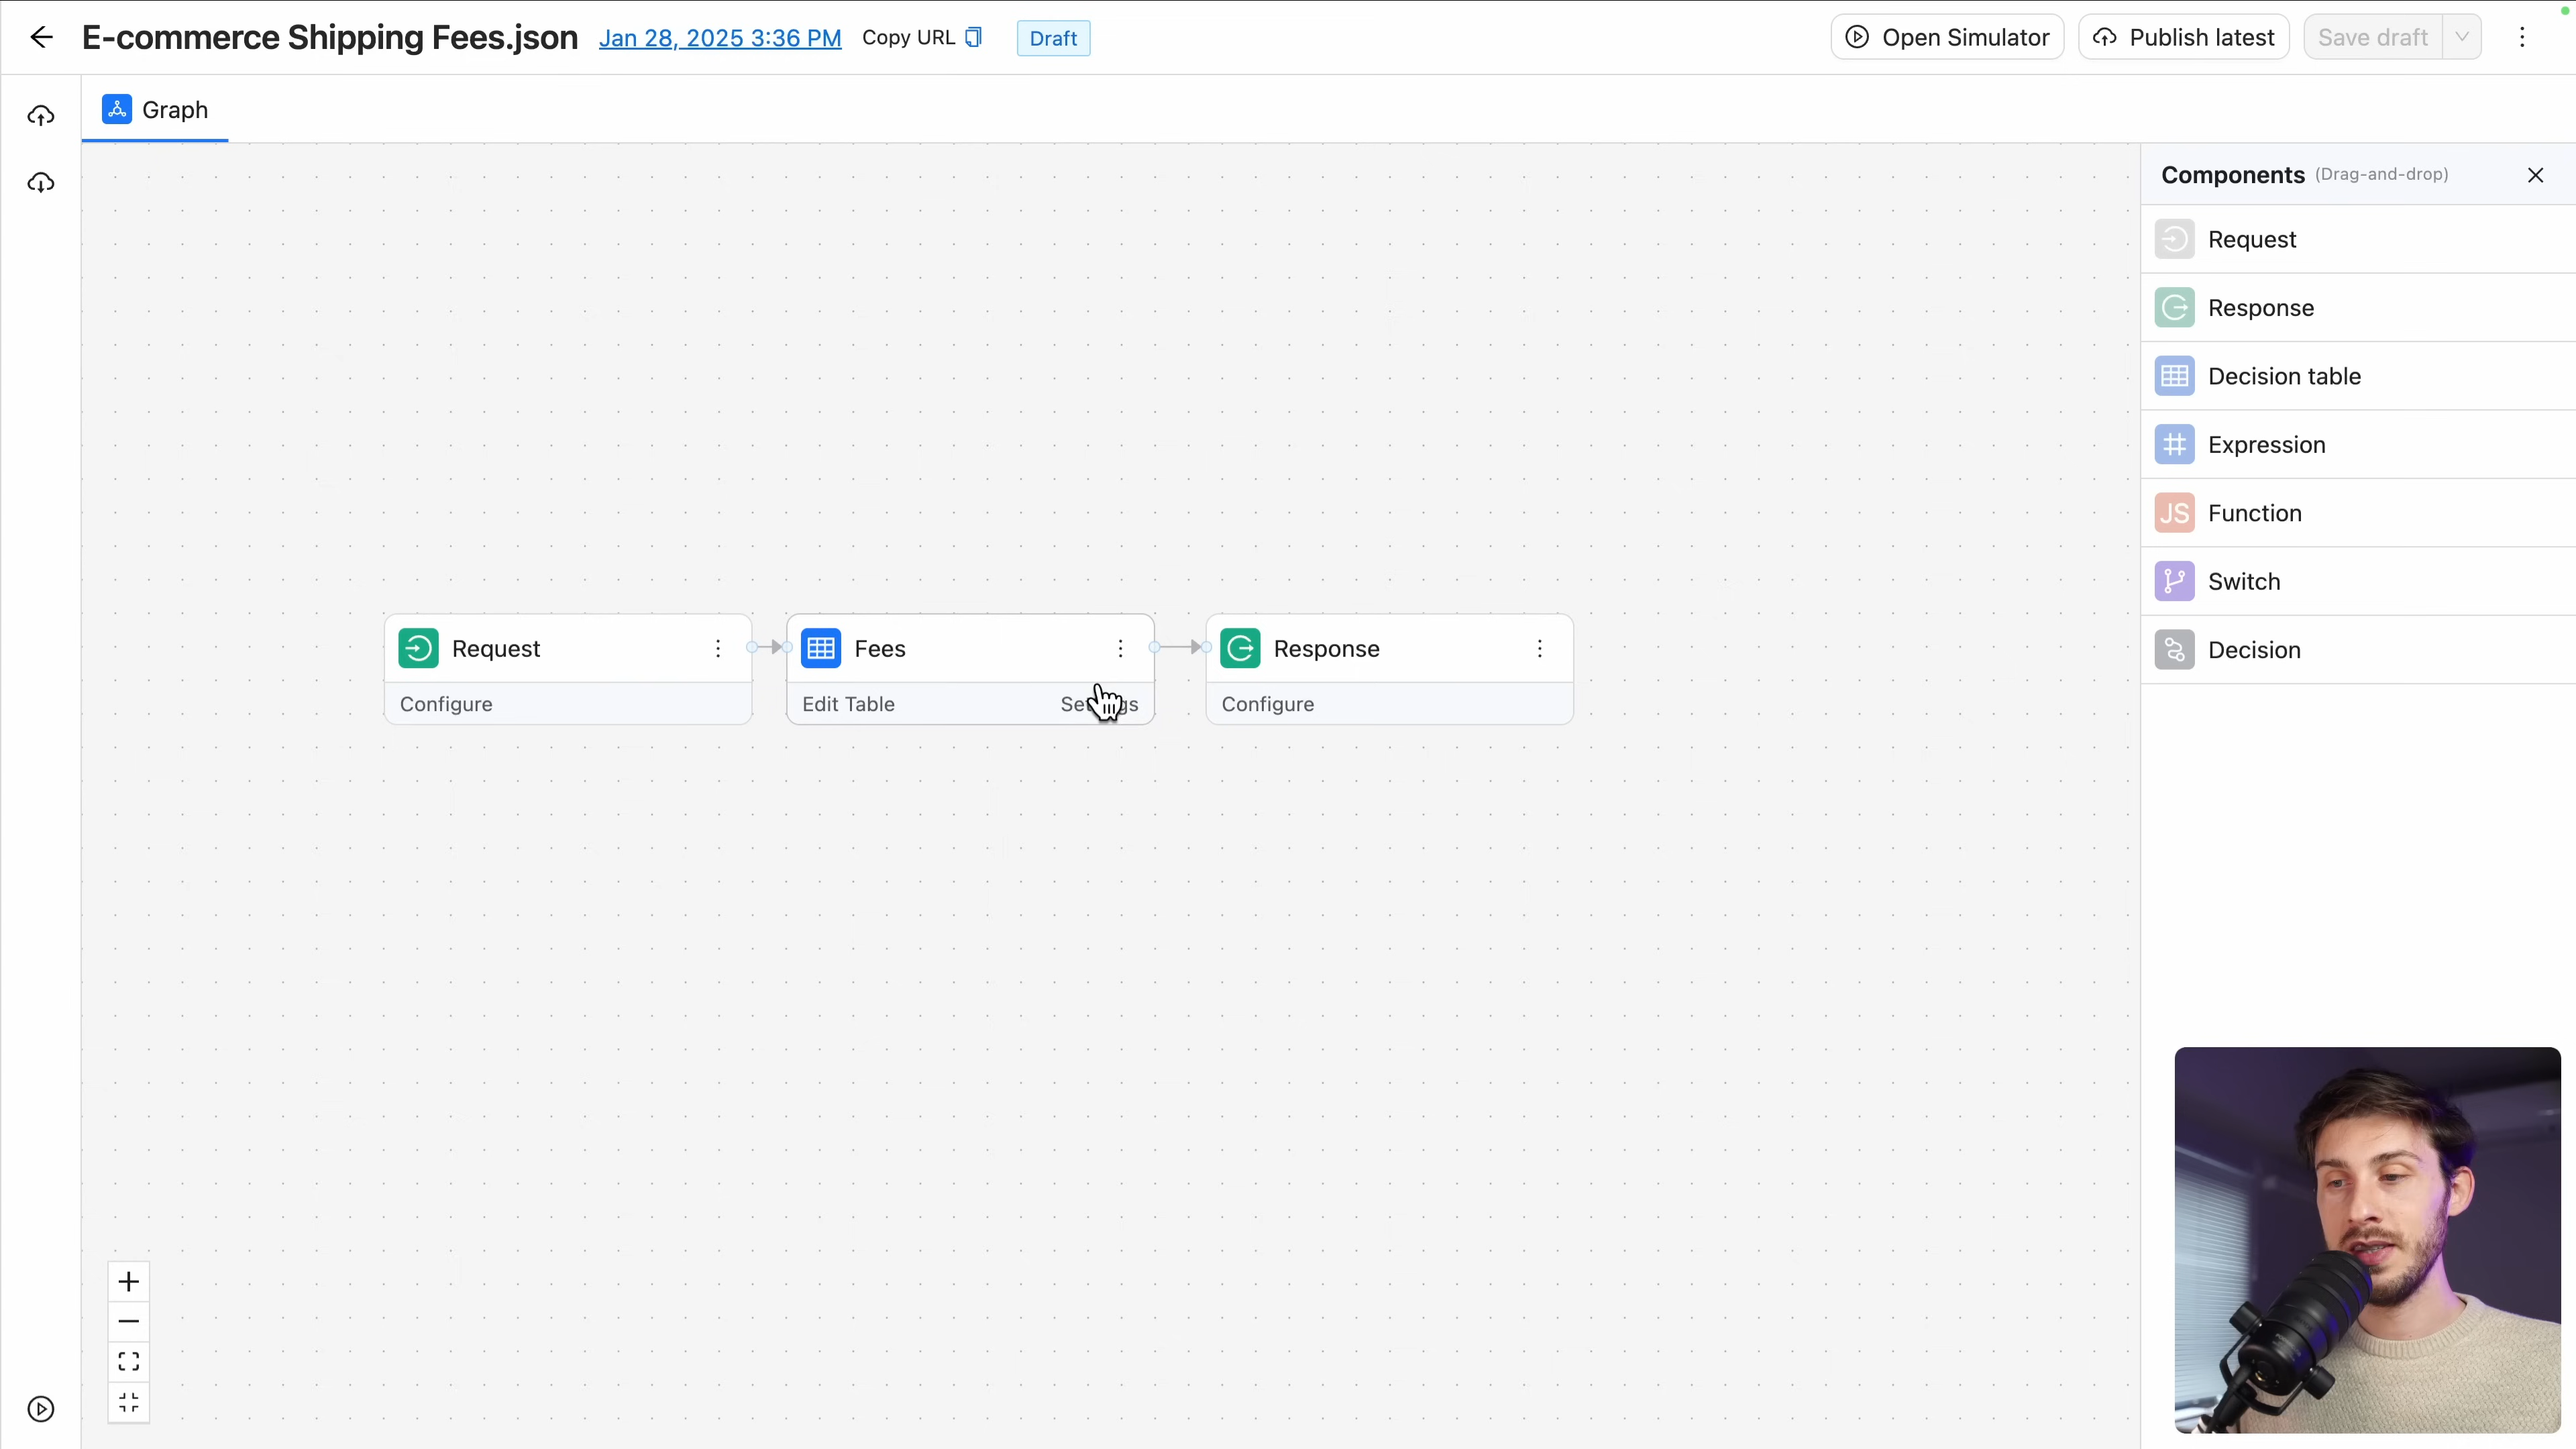 E-commerce Shipping Fees.json Jan 28, 2025 3:36 PM Copy URL Draft Open Simulator Publish latest Save draft
Graph
Components (Drag-and-drop)
Request
Response
Decision table
Expression
JS Function
Switch
Decision
Request Fees Response
Configure Edit Table Configure